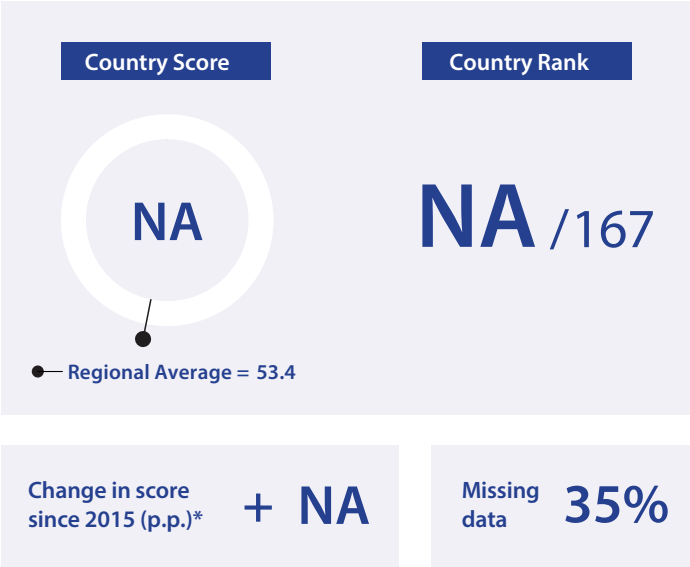 Country Score
Country Rank
NA
NA /167
Regional Average = 53.4
Change in score
since 2015 (p.p.)*
+ NA
Missing
data
35%